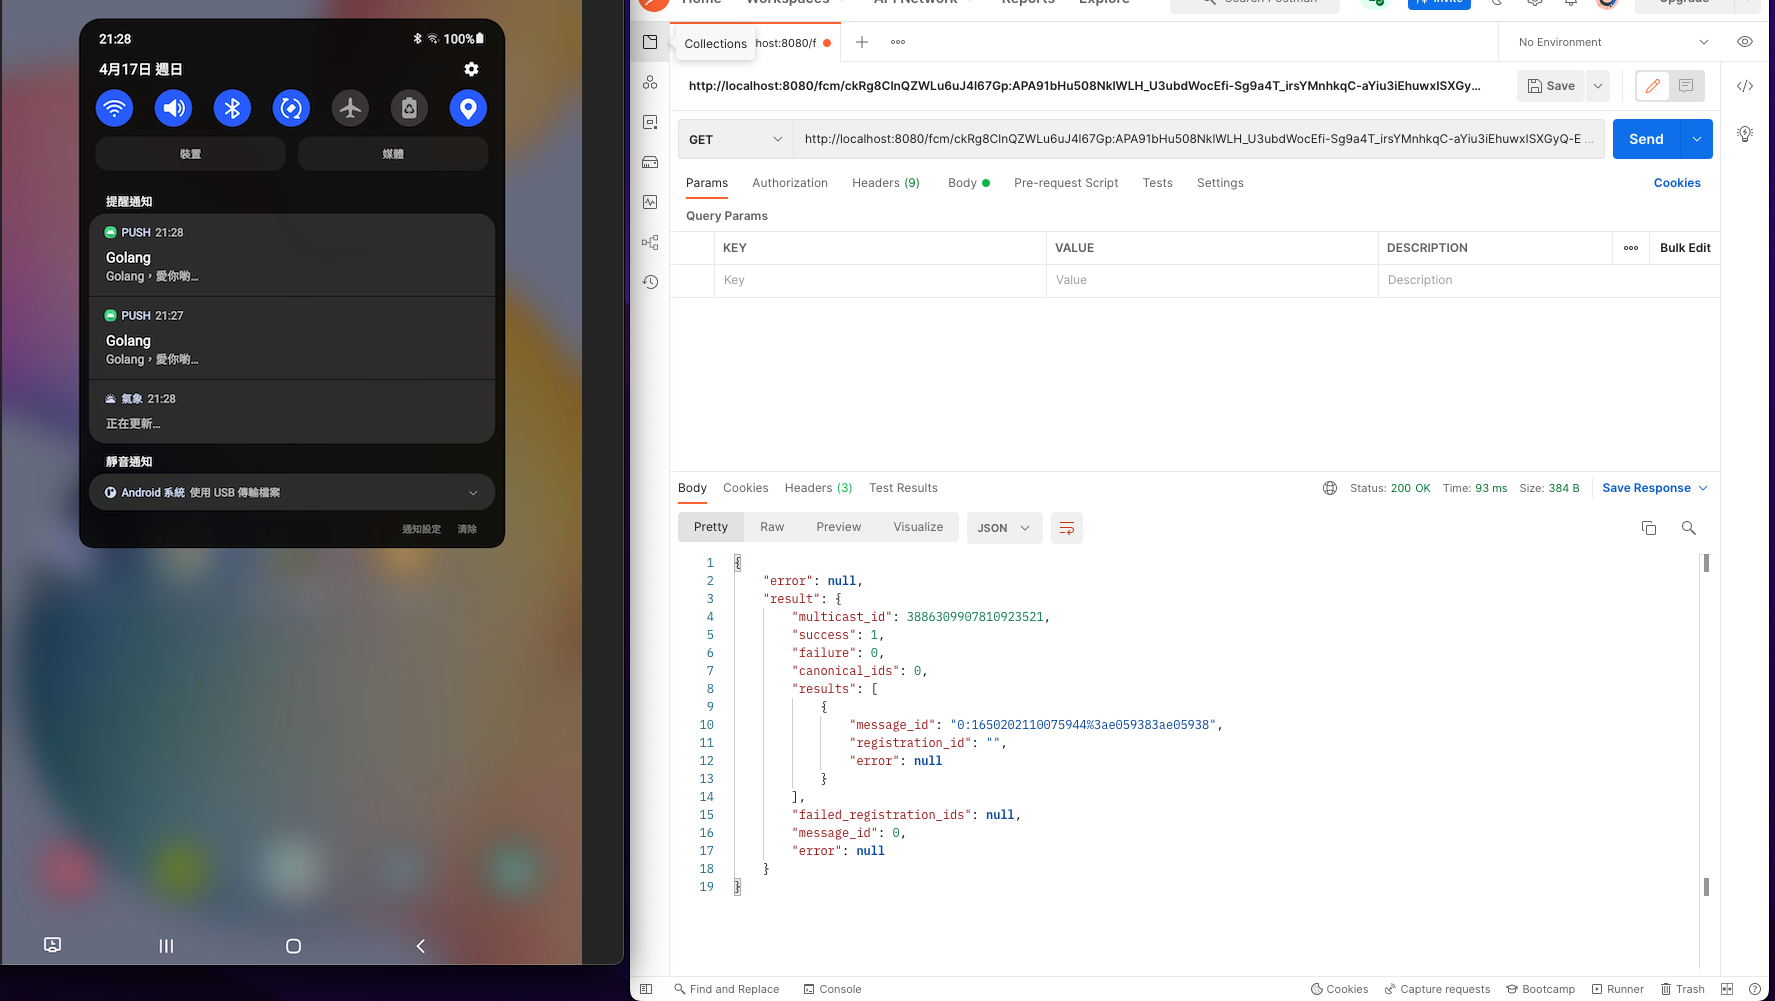 21:28
100%
4月17日 週日
裝置
媒體
提醒通知
PUSH 21:28
Golang
Golang，愛你喲...
PUSH 21:27
Golang
Golang，愛你喲...
氣象 21:28
正在更新...
靜音通知
Android 系統 使用 USB 傳輸檔案
通知設定 清除
Home Workspaces API Network Reports Explore Search Postman Invite Upgrade
Collections
host:8080/f
No Environment
http://localhost:8080/fcm/ckRg8ClnQZWLu6uJ4I67Gp:APA91bHu508NklWLH_U3ubdWocEfi-Sg9a4T_irsYMnhkqC-aYiu3iEhuwxISXGy...
Save
GET
http://localhost:8080/fcm/ckRg8ClnQZWLu6uJ4I67Gp:APA91bHu508NklWLH_U3ubdWocEfi-Sg9a4T_irsYMnhkqC-aYiu3iEhuwxISXGyQ-E ...
Send
Params Authorization Headers (9) Body Pre-request Script Tests Settings Cookies
Query Params
KEY VALUE DESCRIPTION Bulk Edit
Key Value Description
Body Cookies Headers (3) Test Results Status: 200 OK Time: 93 ms Size: 384 B Save Response
Pretty Raw Preview Visualize JSON
1 {
2 "error": null,
3 "result": {
4 "multicast_id": 3886309907810923521,
5 "success": 1,
6 "failure": 0,
7 "canonical_ids": 0,
8 "results": [
9 {
10 "message_id": "0:1650202110075944%3ae059383ae05938",
11 "registration_id": "",
12 "error": null
13 }
14 ],
15 "failed_registration_ids": null,
16 "message_id": 0,
17 "error": null
18 }
19 }
Find and Replace Console Cookies Capture requests Bootcamp Runner Trash